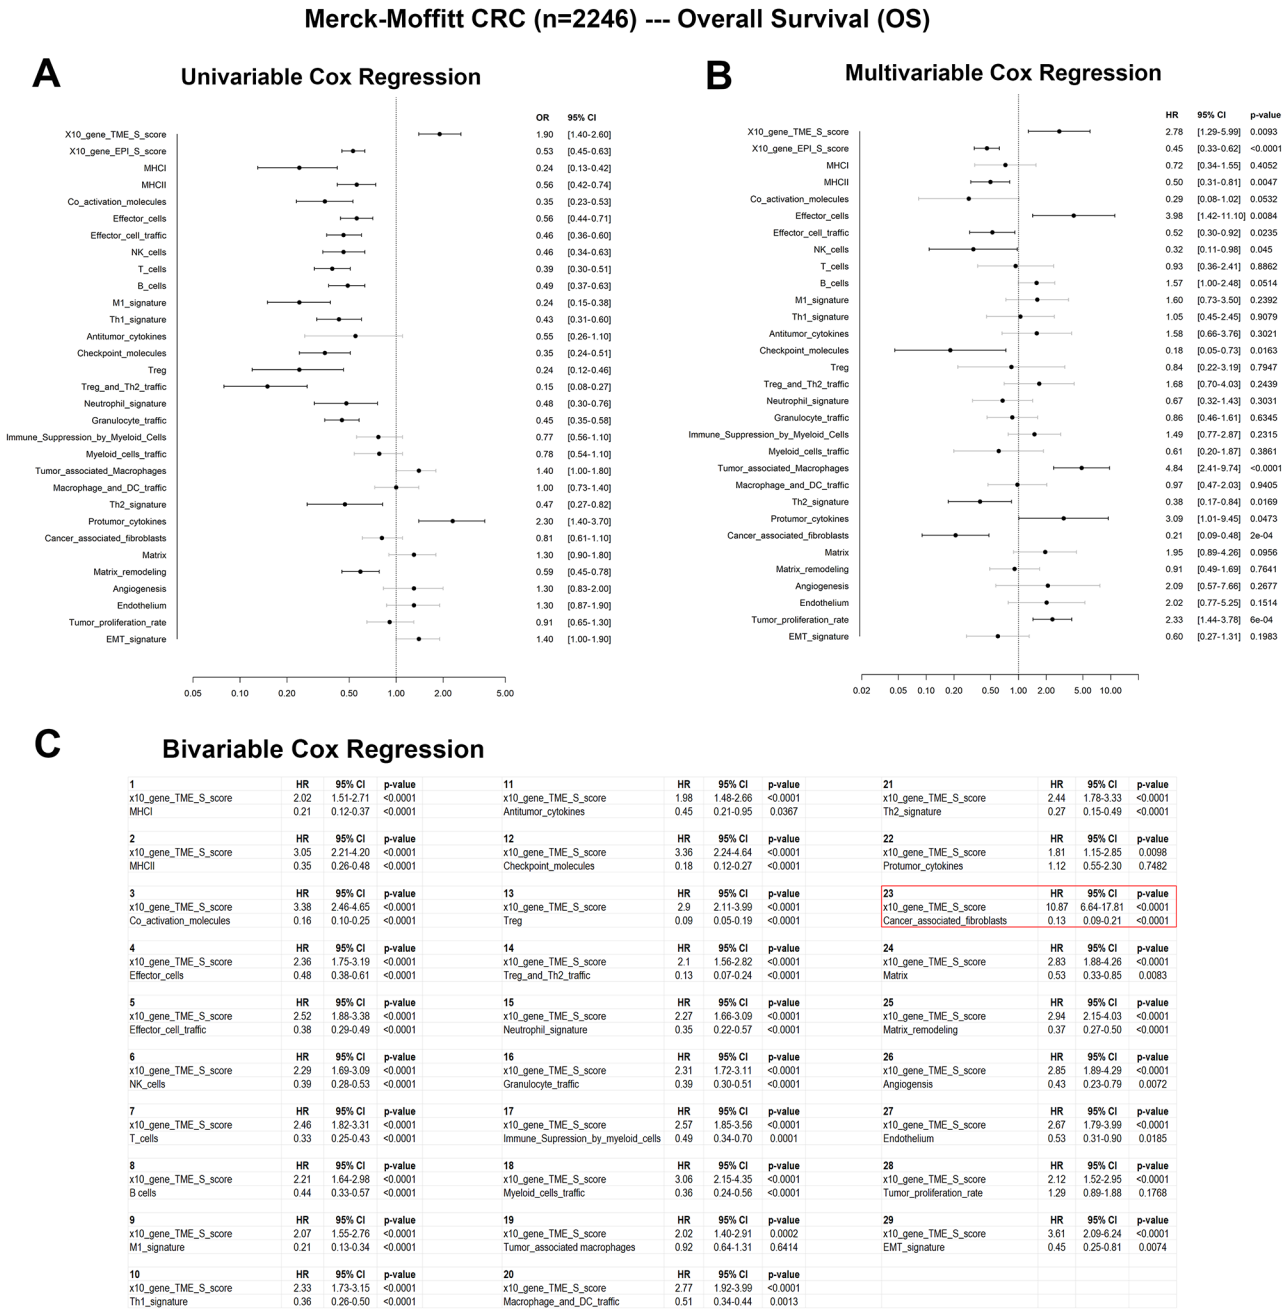 Merck-Moffitt CRC (n=2246) --- Overall Survival (OS)
A
Univariable Cox Regression
OR 95% CI
X10_gene_TME_S_score 1.90 [1.40-2.60]
X10_gene_EPI_S_score 0.53 [0.45-0.63]
MHCI 0.24 [0.13-0.42]
MHCII 0.56 [0.42-0.74]
Co_activation_molecules 0.35 [0.23-0.53]
Effector_cells 0.56 [0.44-0.71]
Effector_cell_traffic 0.46 [0.36-0.60]
NK_cells 0.46 [0.34-0.63]
T_cells 0.39 [0.30-0.51]
B_cells 0.49 [0.37-0.63]
M1_signature 0.24 [0.15-0.38]
Th1_signature 0.43 [0.31-0.60]
Antitumor_cytokines 0.55 [0.26-1.10]
Checkpoint_molecules 0.35 [0.24-0.51]
Treg 0.24 [0.12-0.46]
Treg_and_Th2_traffic 0.15 [0.08-0.27]
Neutrophil_signature 0.48 [0.30-0.76]
Granulocyte_traffic 0.45 [0.35-0.58]
Immune_Suppression_by_Myeloid_Cells 0.77 [0.56-1.10]
Myeloid_cells_traffic 0.78 [0.54-1.10]
Tumor_associated_Macrophages 1.40 [1.00-1.80]
Macrophage_and_DC_traffic 1.00 [0.73-1.40]
Th2_signature 0.47 [0.27-0.82]
Protumor_cytokines 2.30 [1.40-3.70]
Cancer_associated_fibroblasts 0.81 [0.61-1.10]
Matrix 1.30 [0.90-1.80]
Matrix_remodeling 0.59 [0.45-0.78]
Angiogenesis 1.30 [0.83-2.00]
Endothelium 1.30 [0.87-1.90]
Tumor_proliferation_rate 0.91 [0.65-1.30]
EMT_signature 1.40 [1.00-1.90]
0.05 0.10 0.20 0.50 1.00 2.00 5.00
B
Multivariable Cox Regression
HR 95% CI p-value
X10_gene_TME_S_score 2.78 [1.29-5.99] 0.0093
X10_gene_EPI_S_score 0.45 [0.33-0.62] <0.0001
MHCI 0.72 [0.34-1.55] 0.4052
MHCII 0.50 [0.31-0.81] 0.0047
Co_activation_molecules 0.29 [0.08-1.02] 0.0532
Effector_cells 3.98 [1.42-11.10] 0.0084
Effector_cell_traffic 0.52 [0.30-0.92] 0.0235
NK_cells 0.32 [0.11-0.98] 0.045
T_cells 0.93 [0.36-2.41] 0.8862
B_cells 1.57 [1.00-2.48] 0.0514
M1_signature 1.60 [0.73-3.50] 0.2392
Th1_signature 1.05 [0.45-2.45] 0.9079
Antitumor_cytokines 1.58 [0.66-3.76] 0.3021
Checkpoint_molecules 0.18 [0.05-0.73] 0.0163
Treg 0.84 [0.22-3.19] 0.7947
Treg_and_Th2_traffic 1.68 [0.70-4.03] 0.2439
Neutrophil_signature 0.67 [0.32-1.43] 0.3031
Granulocyte_traffic 0.86 [0.46-1.61] 0.6345
Immune_Suppression_by_Myeloid_Cells 1.49 [0.77-2.87] 0.2315
Myeloid_cells_traffic 0.61 [0.20-1.87] 0.3861
Tumor_associated_Macrophages 4.84 [2.41-9.74] <0.0001
Macrophage_and_DC_traffic 0.97 [0.47-2.03] 0.9405
Th2_signature 0.38 [0.17-0.84] 0.0169
Protumor_cytokines 3.09 [1.01-9.45] 0.0473
Cancer_associated_fibroblasts 0.21 [0.09-0.48] 2e-04
Matrix 1.95 [0.89-4.26] 0.0956
Matrix_remodeling 0.91 [0.49-1.69] 0.7641
Angiogenesis 2.09 [0.57-7.66] 0.2677
Endothelium 2.02 [0.77-5.25] 0.1514
Tumor_proliferation_rate 2.33 [1.44-3.78] 6e-04
EMT_signature 0.60 [0.27-1.31] 0.1983
0.02 0.05 0.10 0.20 0.50 1.00 2.00 5.00 10.00
C
Bivariable Cox Regression
1 HR 95% CI p-value
x10_gene_TME_S_score 2.02 1.51-2.71 <0.0001
MHCI 0.21 0.12-0.37 <0.0001
2 HR 95% CI p-value
x10_gene_TME_S_score 3.05 2.21-4.20 <0.0001
MHCII 0.35 0.26-0.48 <0.0001
3 HR 95% CI p-value
x10_gene_TME_S_score 3.38 2.46-4.65 <0.0001
Co_activation_molecules 0.16 0.10-0.25 <0.0001
4 HR 95% CI p-value
x10_gene_TME_S_score 2.36 1.75-3.19 <0.0001
Effector_cells 0.48 0.38-0.61 <0.0001
5 HR 95% CI p-value
x10_gene_TME_S_score 2.52 1.88-3.38 <0.0001
Effector_cell_traffic 0.38 0.29-0.49 <0.0001
6 HR 95% CI p-value
x10_gene_TME_S_score 2.29 1.69-3.09 <0.0001
NK_cells 0.39 0.28-0.53 <0.0001
7 HR 95% CI p-value
x10_gene_TME_S_score 2.46 1.82-3.31 <0.0001
T_cells 0.33 0.25-0.43 <0.0001
8 HR 95% CI p-value
x10_gene_TME_S_score 2.21 1.64-2.98 <0.0001
B cells 0.44 0.33-0.57 <0.0001
9 HR 95% CI p-value
x10_gene_TME_S_score 2.07 1.55-2.76 <0.0001
M1_signature 0.21 0.13-0.34 <0.0001
10 HR 95% CI p-value
x10_gene_TME_S_score 2.33 1.73-3.15 <0.0001
Th1_signature 0.36 0.26-0.50 <0.0001
11 HR 95% CI p-value
x10_gene_TME_S_score 1.98 1.48-2.66 <0.0001
Antitumor_cytokines 0.45 0.21-0.95 0.0367
12 HR 95% CI p-value
x10_gene_TME_S_score 3.36 2.24-4.64 <0.0001
Checkpoint_molecules 0.18 0.12-0.27 <0.0001
13 HR 95% CI p-value
x10_gene_TME_S_score 2.9 2.11-3.99 <0.0001
Treg 0.09 0.05-0.19 <0.0001
14 HR 95% CI p-value
x10_gene_TME_S_score 2.1 1.56-2.82 <0.0001
Treg_and_Th2_traffic 0.13 0.07-0.24 <0.0001
15 HR 95% CI p-value
x10_gene_TME_S_score 2.27 1.66-3.09 <0.0001
Neutrophil_signature 0.35 0.22-0.57 <0.0001
16 HR 95% CI p-value
x10_gene_TME_S_score 2.31 1.72-3.11 <0.0001
Granulocyte_traffic 0.39 0.30-0.51 <0.0001
17 HR 95% CI p-value
x10_gene_TME_S_score 2.57 1.85-3.56 <0.0001
Immune_Supression_by_myeloid_cells 0.49 0.34-0.70 0.0001
18 HR 95% CI p-value
x10_gene_TME_S_score 3.06 2.15-4.35 <0.0001
Myeloid_cells_traffic 0.36 0.24-0.56 <0.0001
19 HR 95% CI p-value
x10_gene_TME_S_score 2.02 1.40-2.91 0.0002
Tumor_associated macrophages 0.92 0.64-1.31 0.6414
20 HR 95% CI p-value
x10_gene_TME_S_score 2.77 1.92-3.99 <0.0001
Macrophage_and_DC_traffic 0.51 0.34-0.44 0.0013
21 HR 95% CI p-value
x10_gene_TME_S_score 2.44 1.78-3.33 <0.0001
Th2_signature 0.27 0.15-0.49 <0.0001
22 HR 95% CI p-value
x10_gene_TME_S_score 1.81 1.15-2.85 0.0098
Protumor_cytokines 1.12 0.55-2.30 0.7482
23 HR 95% CI p-value
x10_gene_TME_S_score 10.87 6.64-17.81 <0.0001
Cancer_associated_fibroblasts 0.13 0.09-0.21 <0.0001
24 HR 95% CI p-value
x10_gene_TME_S_score 2.83 1.88-4.26 <0.0001
Matrix 0.53 0.33-0.85 0.0083
25 HR 95% CI p-value
x10_gene_TME_S_score 2.94 2.15-4.03 <0.0001
Matrix_remodeling 0.37 0.27-0.50 <0.0001
26 HR 95% CI p-value
x10_gene_TME_S_score 2.85 1.89-4.29 <0.0001
Angiogensis 0.43 0.23-0.79 0.0072
27 HR 95% CI p-value
x10_gene_TME_S_score 2.67 1.79-3.99 <0.0001
Endothelium 0.53 0.31-0.90 0.0185
28 HR 95% CI p-value
x10_gene_TME_S_score 2.12 1.52-2.95 <0.0001
Tumor_proliferation_rate 1.29 0.89-1.88 0.1768
29 HR 95% CI p-value
x10_gene_TME_S_score 3.61 2.09-6.24 <0.0001
EMT_signature 0.45 0.25-0.81 0.0074